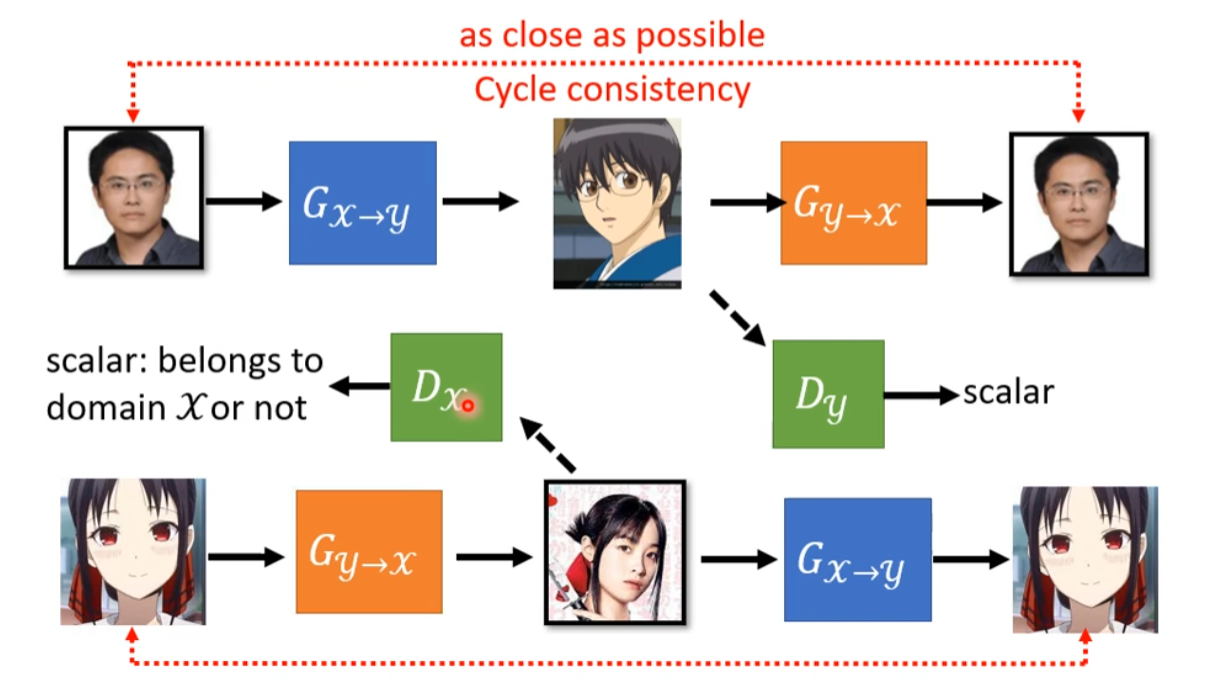 as close as possible
Cycle consistency
G𝒳→𝒴
G𝒴→𝒳
scalar: belongs to
domain 𝒳 or not
D𝒳
D𝒴
scalar
G𝒴→𝒳
G𝒳→𝒴